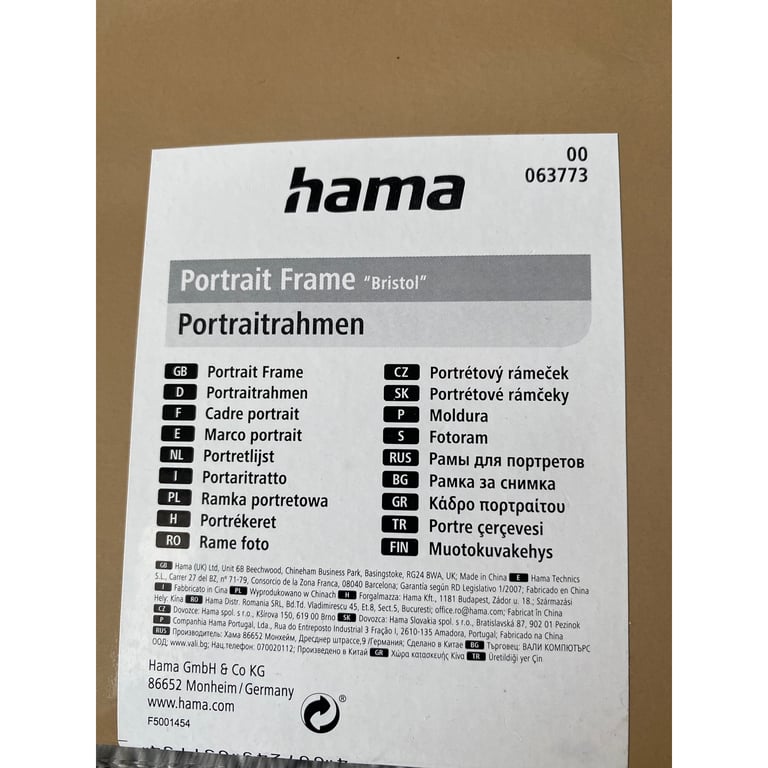 hama
00
063773
Portrait Frame "Bristol"
Portraitrahmen
GB Portrait Frame
D Portraitrahmen
F Cadre portrait
E Marco portrait
NL Portretlijst
I Portaritratto
PL Ramka portretowa
H Portrékeret
RO Rame foto
CZ Portrétový rámeček
SK Portrétové rámčeky
P Moldura
S Fotoram
RUS Рамы для портретов
BG Рамка за снимка
GR Κάδρο πορτραίτου
TR Portre çerçevesi
FIN Muotokuvakehys
GB Hama (UK) Ltd, Unit 6B Beechwood, Chineham Business Park, Basingstoke, RG24 8WA, UK; Made in China E Hama Technics
S.L., Carrer 27 del BZ, nº 71-79, Consorcio de la Zona Franca, 08040 Barcelona; Garantía según RD Legislativo 1/2007; Fabricado en China
I Fabbricato in Cina PL Wyprodukowano w Chinach H Forgalmazza: Hama Kft., 1181 Budapest, Zádor u. 18.; Származási
Hely: Kína RO Hama Distr. Romania SRL, Bd.Td. Vladimirescu 45, Et.8, Sect.5, Bucuresti; office.ro@hama.com; Fabricat în China
CZ Dovozce: Hama spol. s r.o., Kšírova 150, 619 00 Brno SK Dovozca: Hama Slovakia spol. s r.o., Bratislavská 87, 902 01 Pezinok
P Companhia Hama Portugal, Lda., Rua do Entreposto Industrial 3 Fração I, 2610-135 Amadora, Portugal; Fabricado na China
RUS Производитель: Хама 86652 Монхейм, Дреснер штрассе,9 /Германия; Сделано в Китае BG Търговец: ВАЛИ КОМПЮТЪРС
ООД; www.vali.bg; Нац.телефон: 070020112; Произведено в Китай GR Χώρα κατασκευής Κίνα TR Üretildiği yer Çin
Hama GmbH & Co KG
86652 Monheim/Germany
www.hama.com
F5001454
®